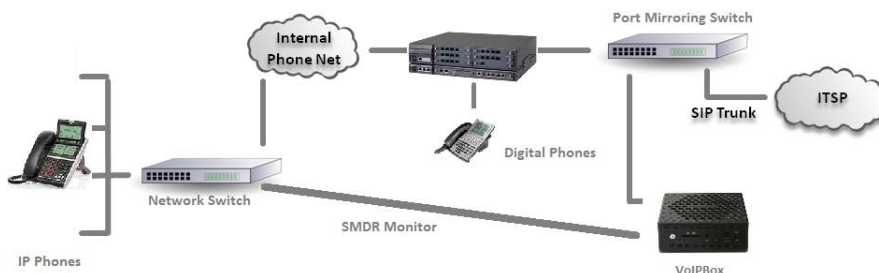 Port Mirroring Switch
Internal
Phone Net
ITSP
SIP Trunk
Digital Phones
Network Switch
SMDR Monitor
IP Phones
VoIPBox